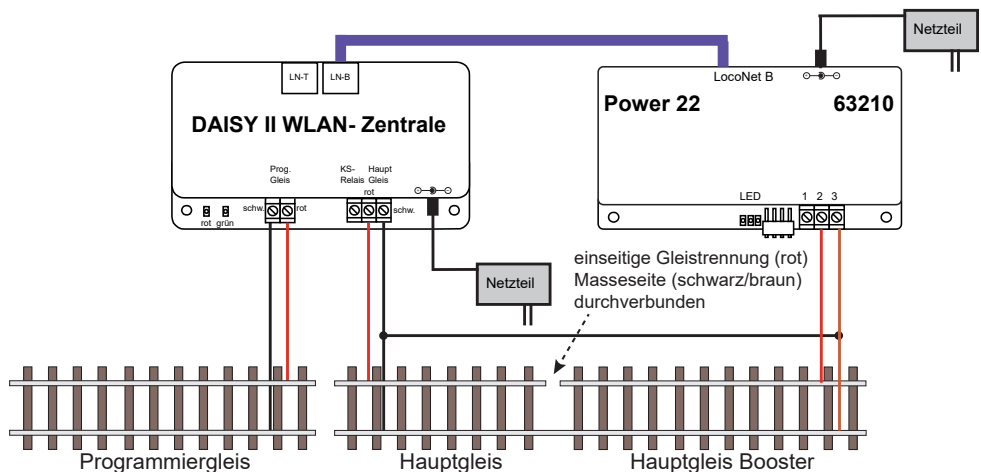 Netzteil
LN-T
LN-B
LocoNet B
DAISY II WLAN- Zentrale
Power 22
63210
Prog.
Gleis
KS-
Relais
Haupt
Gleis
rot
schw.
rot
schw.
rot
grün
LED
1
2
3
einseitige Gleistrennung (rot)
Masseseite (schwarz/braun)
durchverbunden
Netzteil
Programmiergleis
Hauptgleis
Hauptgleis Booster